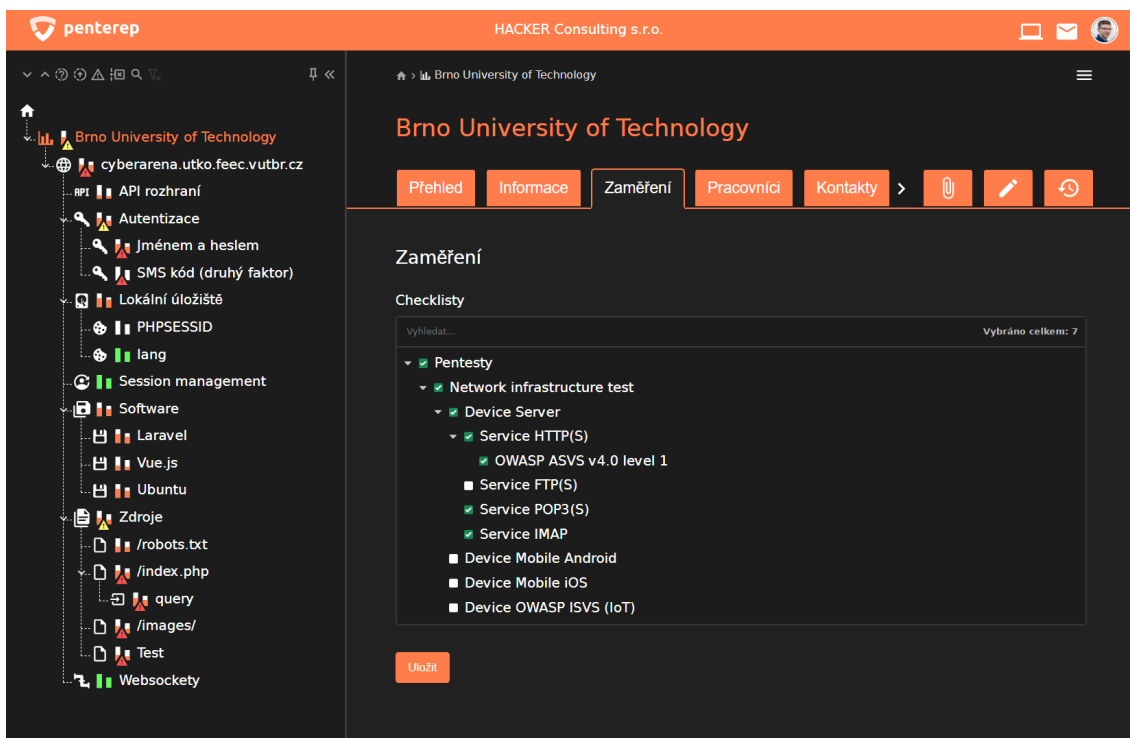 penterep
HACKER Consulting s.r.o.
Brno University of Technology
cyberarena.utko.feec.vutbr.cz
API API rozhraní
Autentizace
Jménem a heslem
SMS kód (druhý faktor)
Lokální úložiště
PHPSESSID
lang
Session management
Software
Laravel
Vue.js
Ubuntu
Zdroje
/robots.txt
/index.php
query
/images/
Test
Websockety
Brno University of Technology
Brno University of Technology
Přehled Informace Zaměření Pracovníci Kontakty
Zaměření
Checklisty
Vyhledat... Vybráno celkem: 7
Pentesty
Network infrastructure test
Device Server
Service HTTP(S)
OWASP ASVS v4.0 level 1
Service FTP(S)
Service POP3(S)
Service IMAP
Device Mobile Android
Device Mobile iOS
Device OWASP ISVS (IoT)
Uložit